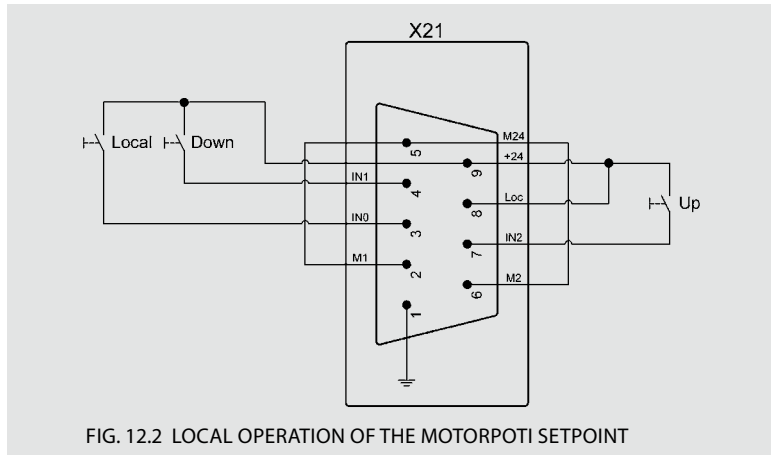 X21
Local
Down
Up
M24
+24
5
9
IN1
4
Loc
8
IN0
3
IN2
7
M1
2
M2
6
1
FIG. 12.2 LOCAL OPERATION OF THE MOTORPOTI SETPOINT